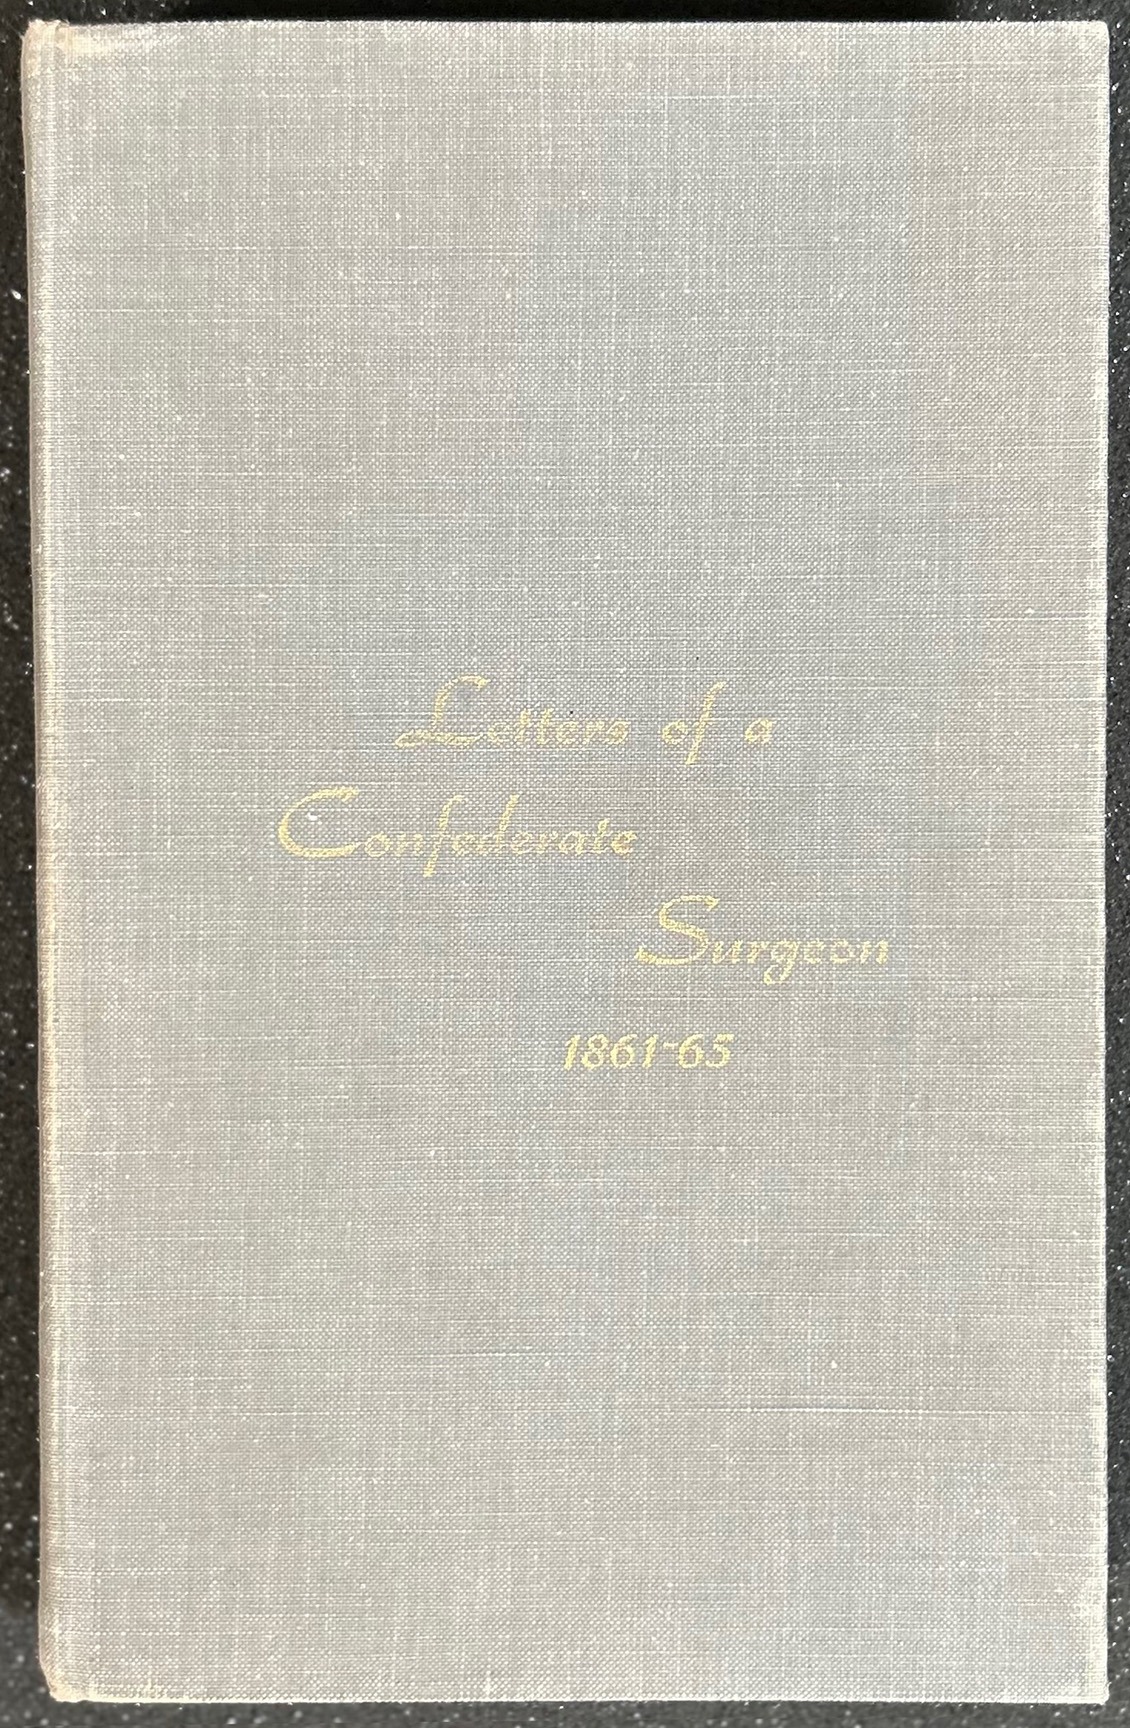 Letters of a
Confederate
Surgeon
1861-65